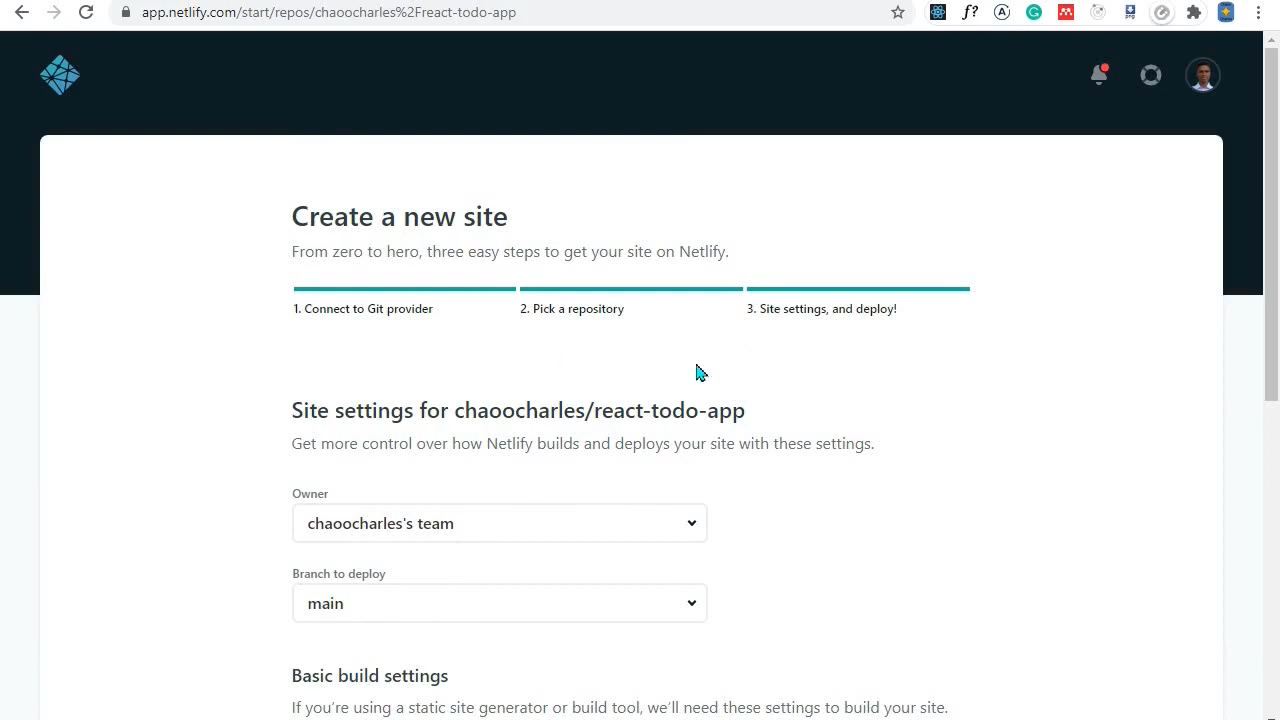 app.netlify.com/start/repos/chaoocharles%2Freact-todo-app
Create a new site
From zero to hero, three easy steps to get your site on Netlify.
1. Connect to Git provider
2. Pick a repository
3. Site settings, and deploy!
Site settings for chaoocharles/react-todo-app
Get more control over how Netlify builds and deploys your site with these settings.
Owner
chaoocharles's team
Branch to deploy
main
Basic build settings
If you’re using a static site generator or build tool, we’ll need these settings to build your site.